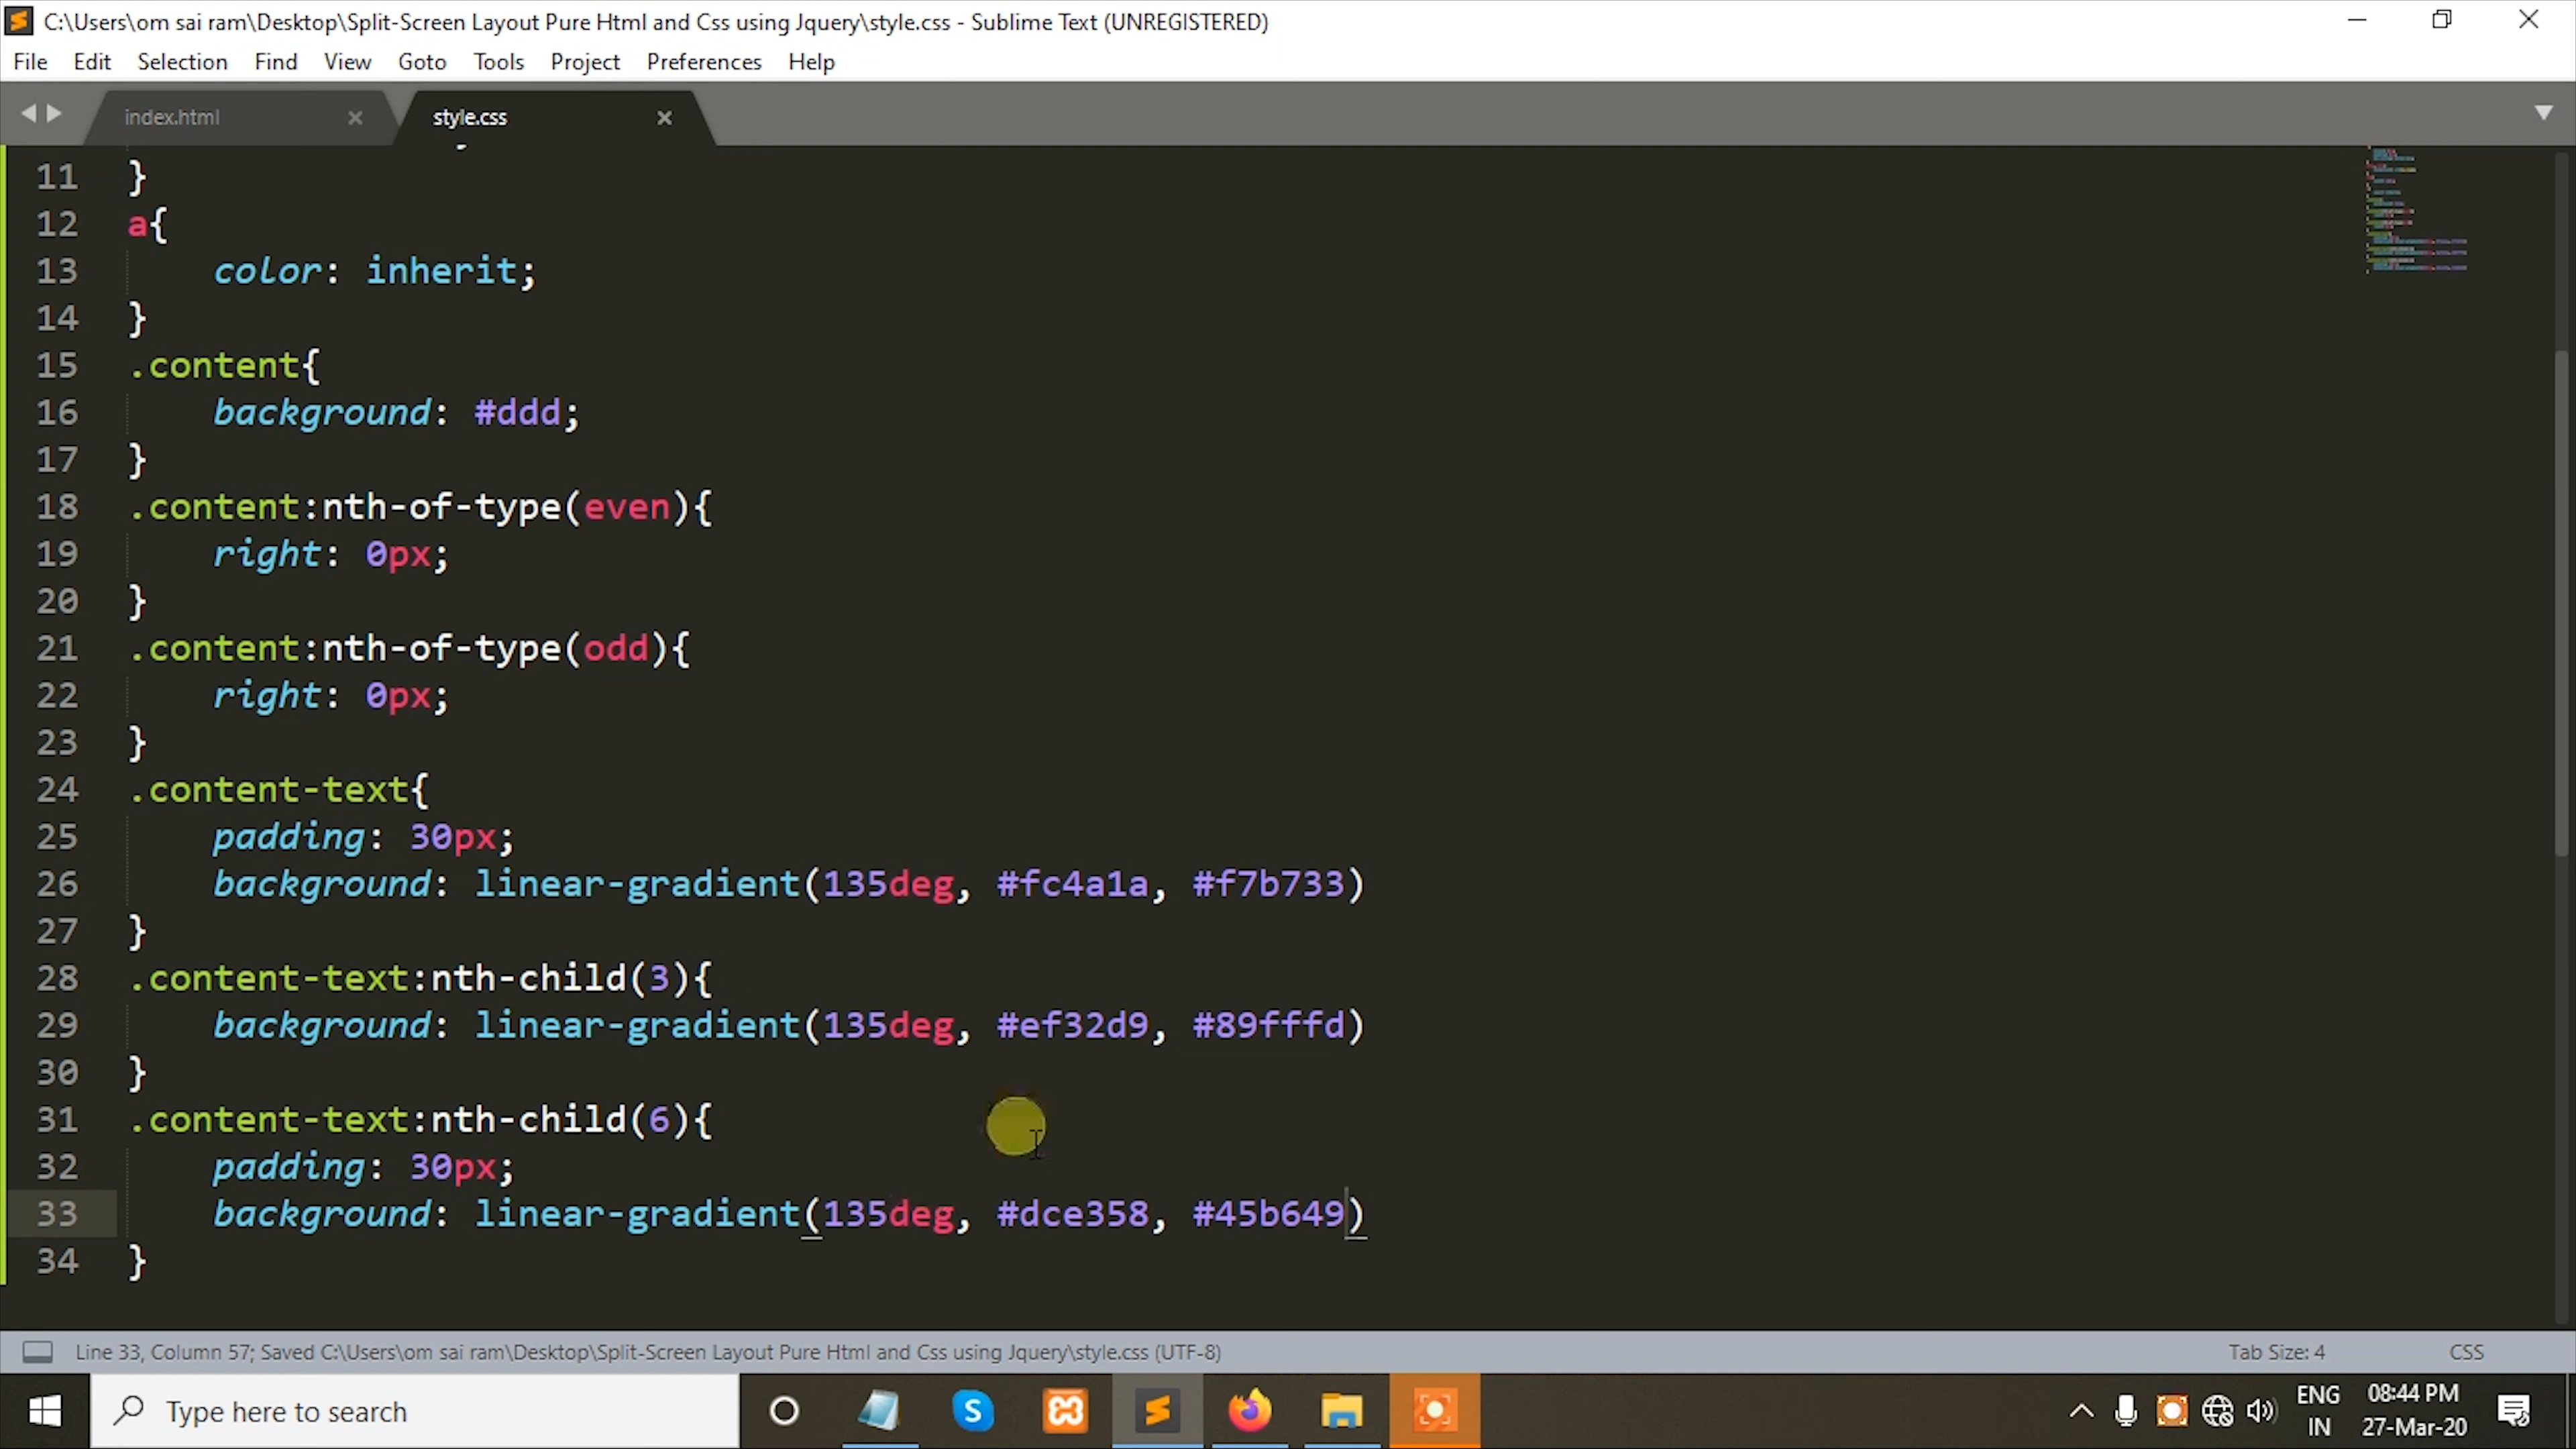 C:\Users\om sai ram\Desktop\Split-Screen Layout Pure Html and Css using Jquery\style.css - Sublime Text (UNREGISTERED)
File Edit Selection Find View Goto Tools Project Preferences Help
index.html style.css
11 }
12 a{
13 color: inherit;
14 }
15 .content{
16 background: #ddd;
17 }
18 .content:nth-of-type(even){
19 right: 0px;
20 }
21 .content:nth-of-type(odd){
22 right: 0px;
23 }
24 .content-text{
25 padding: 30px;
26 background: linear-gradient(135deg, #fc4a1a, #f7b733)
27 }
28 .content-text:nth-child(3){
29 background: linear-gradient(135deg, #ef32d9, #89fffd)
30 }
31 .content-text:nth-child(6){
32 padding: 30px;
33 background: linear-gradient(135deg, #dce358, #45b649)
34 }
Line 33, Column 57; Saved C:\Users\om sai ram\Desktop\Split-Screen Layout Pure Html and Css using Jquery\style.css (UTF-8) Tab Size: 4 CSS
Type here to search ENG 08:44 PM
IN 27-Mar-20